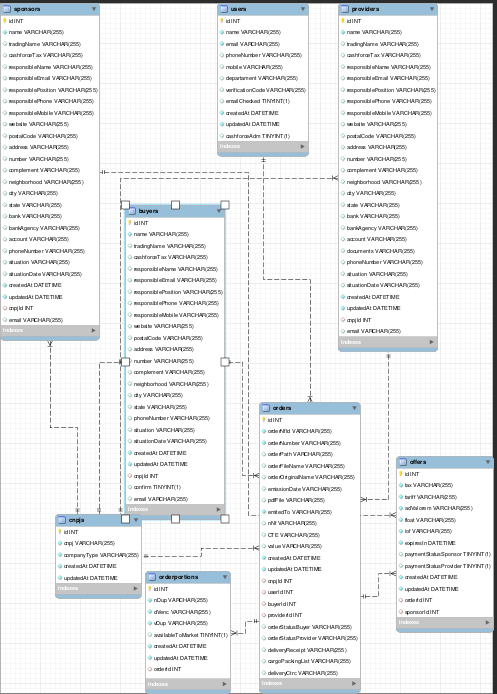 sponsors
id INT
name VARCHAR(255)
tradingName VARCHAR(255)
cashforceTax VARCHAR(255)
responsibleName VARCHAR(255)
responsibleEmail VARCHAR(255)
responsiblePosition VARCHAR(255)
responsiblePhone VARCHAR(255)
responsibleMobile VARCHAR(255)
website VARCHAR(255)
postalCode VARCHAR(255)
address VARCHAR(255)
number VARCHAR(255)
complement VARCHAR(255)
neighborhood VARCHAR(255)
city VARCHAR(255)
state VARCHAR(255)
bank VARCHAR(255)
bankAgency VARCHAR(255)
account VARCHAR(255)
phoneNumber VARCHAR(255)
situation VARCHAR(255)
situationDate VARCHAR(255)
createdAt DATETIME
updatedAt DATETIME
cnpjId INT
email VARCHAR(255)
Indexes
users
id INT
name VARCHAR(255)
email VARCHAR(255)
phoneNumber VARCHAR(255)
mobile VARCHAR(255)
departament VARCHAR(255)
verificationCode VARCHAR(255)
emailChecked TINYINT(1)
createdAt DATETIME
updatedAt DATETIME
cashforceAdm TINYINT(1)
Indexes
providers
id INT
name VARCHAR(255)
tradingName VARCHAR(255)
cashforceTax VARCHAR(255)
responsibleName VARCHAR(255)
responsibleEmail VARCHAR(255)
responsiblePosition VARCHAR(255)
responsiblePhone VARCHAR(255)
responsibleMobile VARCHAR(255)
website VARCHAR(255)
postalCode VARCHAR(255)
address VARCHAR(255)
number VARCHAR(255)
complement VARCHAR(255)
neighborhood VARCHAR(255)
city VARCHAR(255)
state VARCHAR(255)
bank VARCHAR(255)
bankAgency VARCHAR(255)
account VARCHAR(255)
documents VARCHAR(255)
phoneNumber VARCHAR(255)
situation VARCHAR(255)
situationDate VARCHAR(255)
createdAt DATETIME
updatedAt DATETIME
cnpjId INT
email VARCHAR(255)
Indexes
buyers
id INT
name VARCHAR(255)
tradingName VARCHAR(255)
cashforceTax VARCHAR(255)
responsibleName VARCHAR(255)
responsibleEmail VARCHAR(255)
responsiblePosition VARCHAR(255)
responsiblePhone VARCHAR(255)
responsibleMobile VARCHAR(255)
website VARCHAR(255)
postalCode VARCHAR(255)
address VARCHAR(255)
number VARCHAR(255)
complement VARCHAR(255)
neighborhood VARCHAR(255)
city VARCHAR(255)
state VARCHAR(255)
phoneNumber VARCHAR(255)
situation VARCHAR(255)
situationDate VARCHAR(255)
createdAt DATETIME
updatedAt DATETIME
cnpjId INT
confirm TINYINT(1)
email VARCHAR(255)
Indexes
orders
id INT
orderNfId VARCHAR(255)
orderNumber VARCHAR(255)
orderPath VARCHAR(255)
orderFileName VARCHAR(255)
orderOriginalName VARCHAR(255)
emissionDate VARCHAR(255)
pdfFile VARCHAR(255)
emitedTo VARCHAR(255)
nNf VARCHAR(255)
CTE VARCHAR(255)
value VARCHAR(255)
createdAt DATETIME
updatedAt DATETIME
cnpjId INT
userId INT
buyerId INT
providerId INT
orderStatusBuyer VARCHAR(255)
orderStatusProvider VARCHAR(255)
deliveryReceipt VARCHAR(255)
cargoPackingList VARCHAR(255)
deliveryCtrc VARCHAR(255)
Indexes
offers
id INT
tax VARCHAR(255)
tariff VARCHAR(255)
adValorem VARCHAR(255)
float VARCHAR(255)
iof VARCHAR(255)
expiresIn DATETIME
paymentStatusSponsor TINYINT(1)
paymentStatusProvider TINYINT(1)
createdAt DATETIME
updatedAt DATETIME
orderId INT
sponsorId INT
Indexes
cnpjs
id INT
cnpj VARCHAR(255)
companyType VARCHAR(255)
createdAt DATETIME
updatedAt DATETIME
Indexes
orderportions
id INT
nDup VARCHAR(255)
dVenc VARCHAR(255)
vDup VARCHAR(255)
availableToMarket TINYINT(1)
createdAt DATETIME
updatedAt DATETIME
orderId INT
Indexes